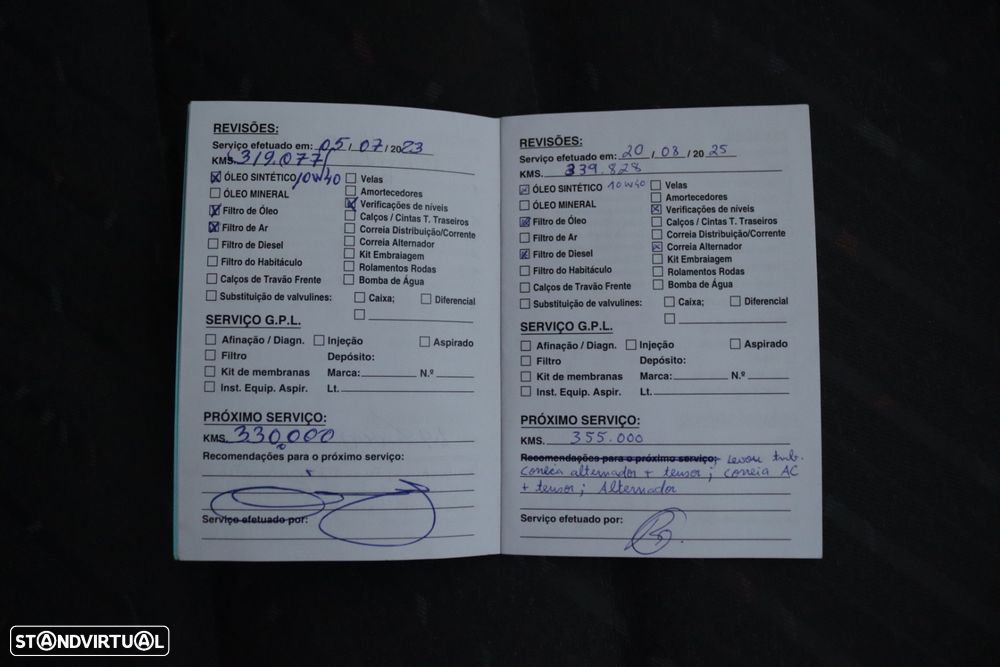 REVISÕES:
Serviço efetuado em: 05 / 07 / 2023
KMS. 319.077
ÓLEO SINTÉTICO 10W40 Velas
ÓLEO MINERAL Amortecedores
Verificações de níveis
Filtro de Óleo Calços / Cintas T. Traseiros
Filtro de Ar Correia Distribuição/Corrente
Filtro de Diesel Correia Alternador
Kit Embraiagem
Filtro do Habitáculo Rolamentos Rodas
Calços de Travão Frente Bomba de Água
Substituição de valvulines: Caixa; Diferencial
SERVIÇO G.P.L.
Afinação / Diagn. Injeção Aspirado
Filtro Depósito:
Kit de membranas Marca: N.º
Inst. Equip. Aspir. Lt.
PRÓXIMO SERVIÇO:
KMS. 330.000
Recomendações para o próximo serviço:
Serviço efetuado por:
REVISÕES:
Serviço efetuado em: 20 / 08 / 2025
KMS. 339.828
ÓLEO SINTÉTICO 10W40 Velas
ÓLEO MINERAL Amortecedores
Verificações de níveis
Filtro de Óleo Calços / Cintas T. Traseiros
Filtro de Ar Correia Distribuição/Corrente
Filtro de Diesel Correia Alternador
Kit Embraiagem
Filtro do Habitáculo Rolamentos Rodas
Calços de Travão Frente Bomba de Água
Substituição de valvulines: Caixa; Diferencial
SERVIÇO G.P.L.
Afinação / Diagn. Injeção Aspirado
Filtro Depósito:
Kit de membranas Marca: N.º
Inst. Equip. Aspir. Lt.
PRÓXIMO SERVIÇO:
KMS. 355.000
Recomendações para o próximo serviço: Levou tmb.
correia alternador + tensor; correia AC
+ tensor; Alternador
Serviço efetuado por:
STANDVIRTUAL